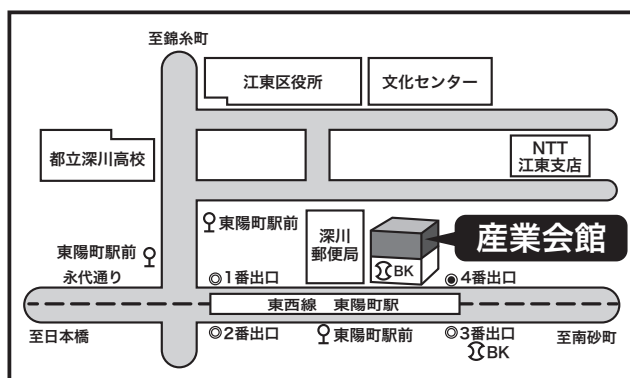 至錦糸町
江東区役所
文化センター
都立深川高校
NTT
江東支店
東陽町駅前
深川
郵便局
産業会館
東陽町駅前
永代通り
BK
◎1番出口
◉4番出口
東西線 東陽町駅
至日本橋
◎2番出口
東陽町駅前
◎3番出口
至南砂町
BK